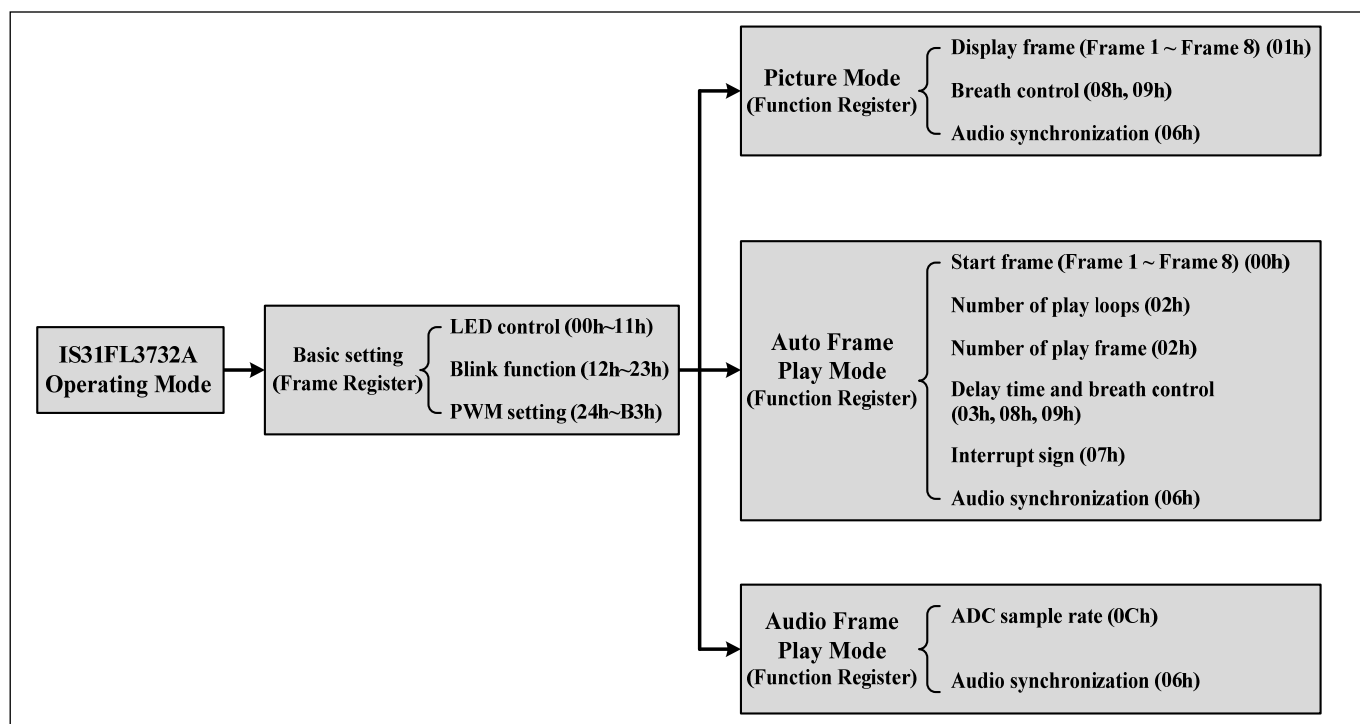 IS31FL3732A
Operating Mode
Basic setting
(Frame Register)
LED control (00h~11h)
Blink function (12h~23h)
PWM setting (24h~B3h)
Picture Mode
(Function Register)
Display frame (Frame 1 ~ Frame 8) (01h)
Breath control (08h, 09h)
Audio synchronization (06h)
Auto Frame
Play Mode
(Function Register)
Start frame (Frame 1 ~ Frame 8) (00h)
Number of play loops (02h)
Number of play frame (02h)
Delay time and breath control
(03h, 08h, 09h)
Interrupt sign (07h)
Audio synchronization (06h)
Audio Frame
Play Mode
(Function Register)
ADC sample rate (0Ch)
Audio synchronization (06h)